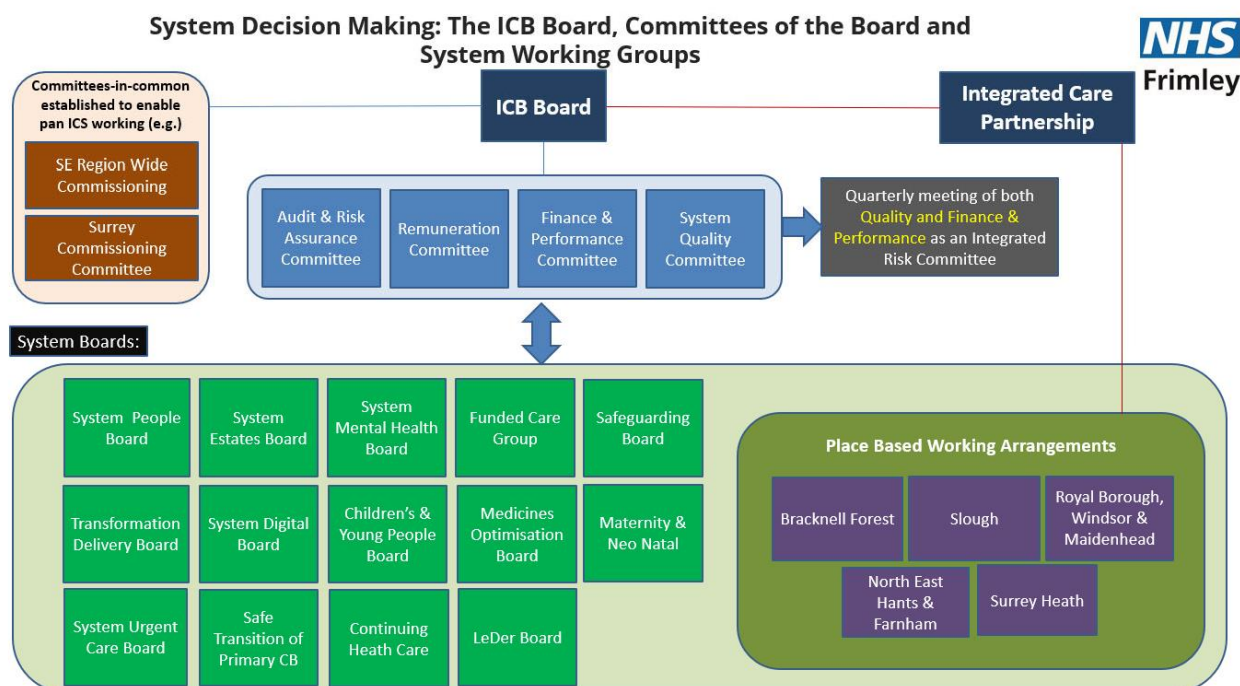 System Decision Making: The ICB Board, Committees of the Board and
System Working Groups
NHS
Frimley
Committees-in-common
established to enable
pan ICS working (e.g.)
SE Region Wide
Commissioning
Surrey
Commissioning
Committee
ICB Board
Integrated Care
Partnership
Audit & Risk
Assurance
Committee
Remuneration
Committee
Finance &
Performance
Committee
System
Quality
Committee
Quarterly meeting of both
Quality and Finance &
Performance as an Integrated
Risk Committee
System Boards:
System People
Board
System
Estates Board
System
Mental Health
Board
Funded Care
Group
Safeguarding
Board
Transformation
Delivery Board
System Digital
Board
Children's &
Young People
Board
Medicines
Optimisation
Board
Maternity &
Neo Natal
System Urgent
Care Board
Safe
Transition of
Primary CB
Continuing
Heath Care
LeDer Board
Place Based Working Arrangements
Bracknell Forest
Slough
Royal Borough,
Windsor &
Maidenhead
North East
Hants &
Farnham
Surrey Heath